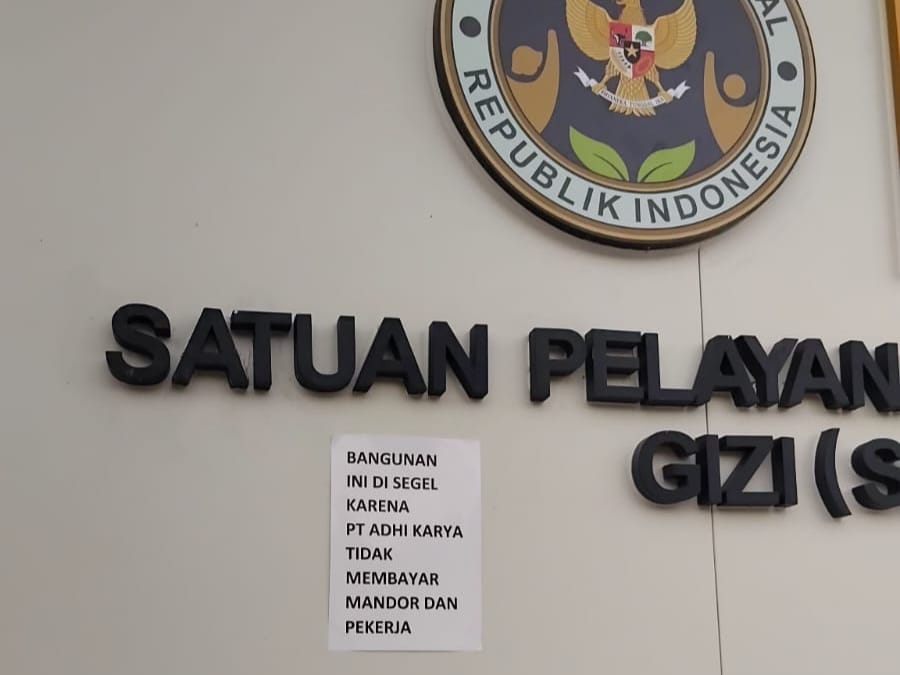 REPUBLIK INDONESIA
SATUAN PELAYAN
GIZI (S
BANGUNAN
INI DI SEGEL
KARENA
PT ADHI KARYA
TIDAK
MEMBAYAR
MANDOR DAN
PEKERJA